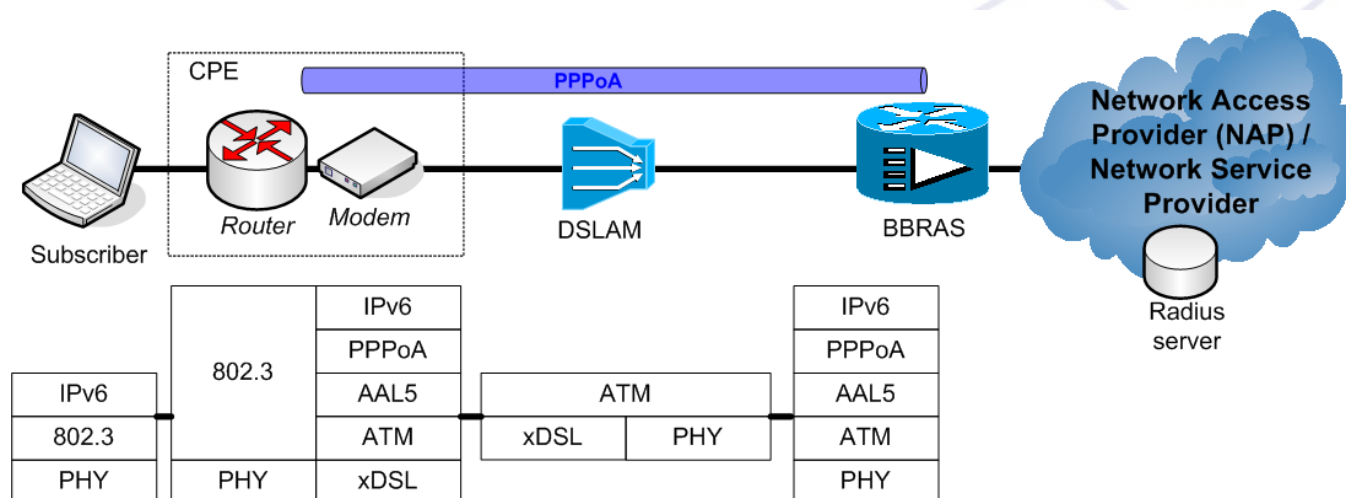 CPE
PPPoA
Network Access
Provider (NAP) /
Network Service
Provider
Router
Modem
Subscriber
DSLAM
BBRAS
Radius
server
IPv6
802.3
PHY
802.3
PHY
IPv6
PPPoA
AAL5
ATM
xDSL
ATM
xDSL
PHY
IPv6
PPPoA
AAL5
ATM
PHY